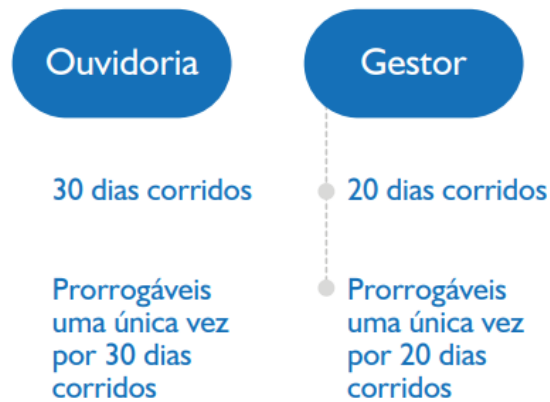 Ouvidoria
30 dias corridos
Prorrogáveis
uma única vez
por 30 dias
corridos
Gestor
20 dias corridos
Prorrogáveis
uma única vez
por 20 dias
corridos